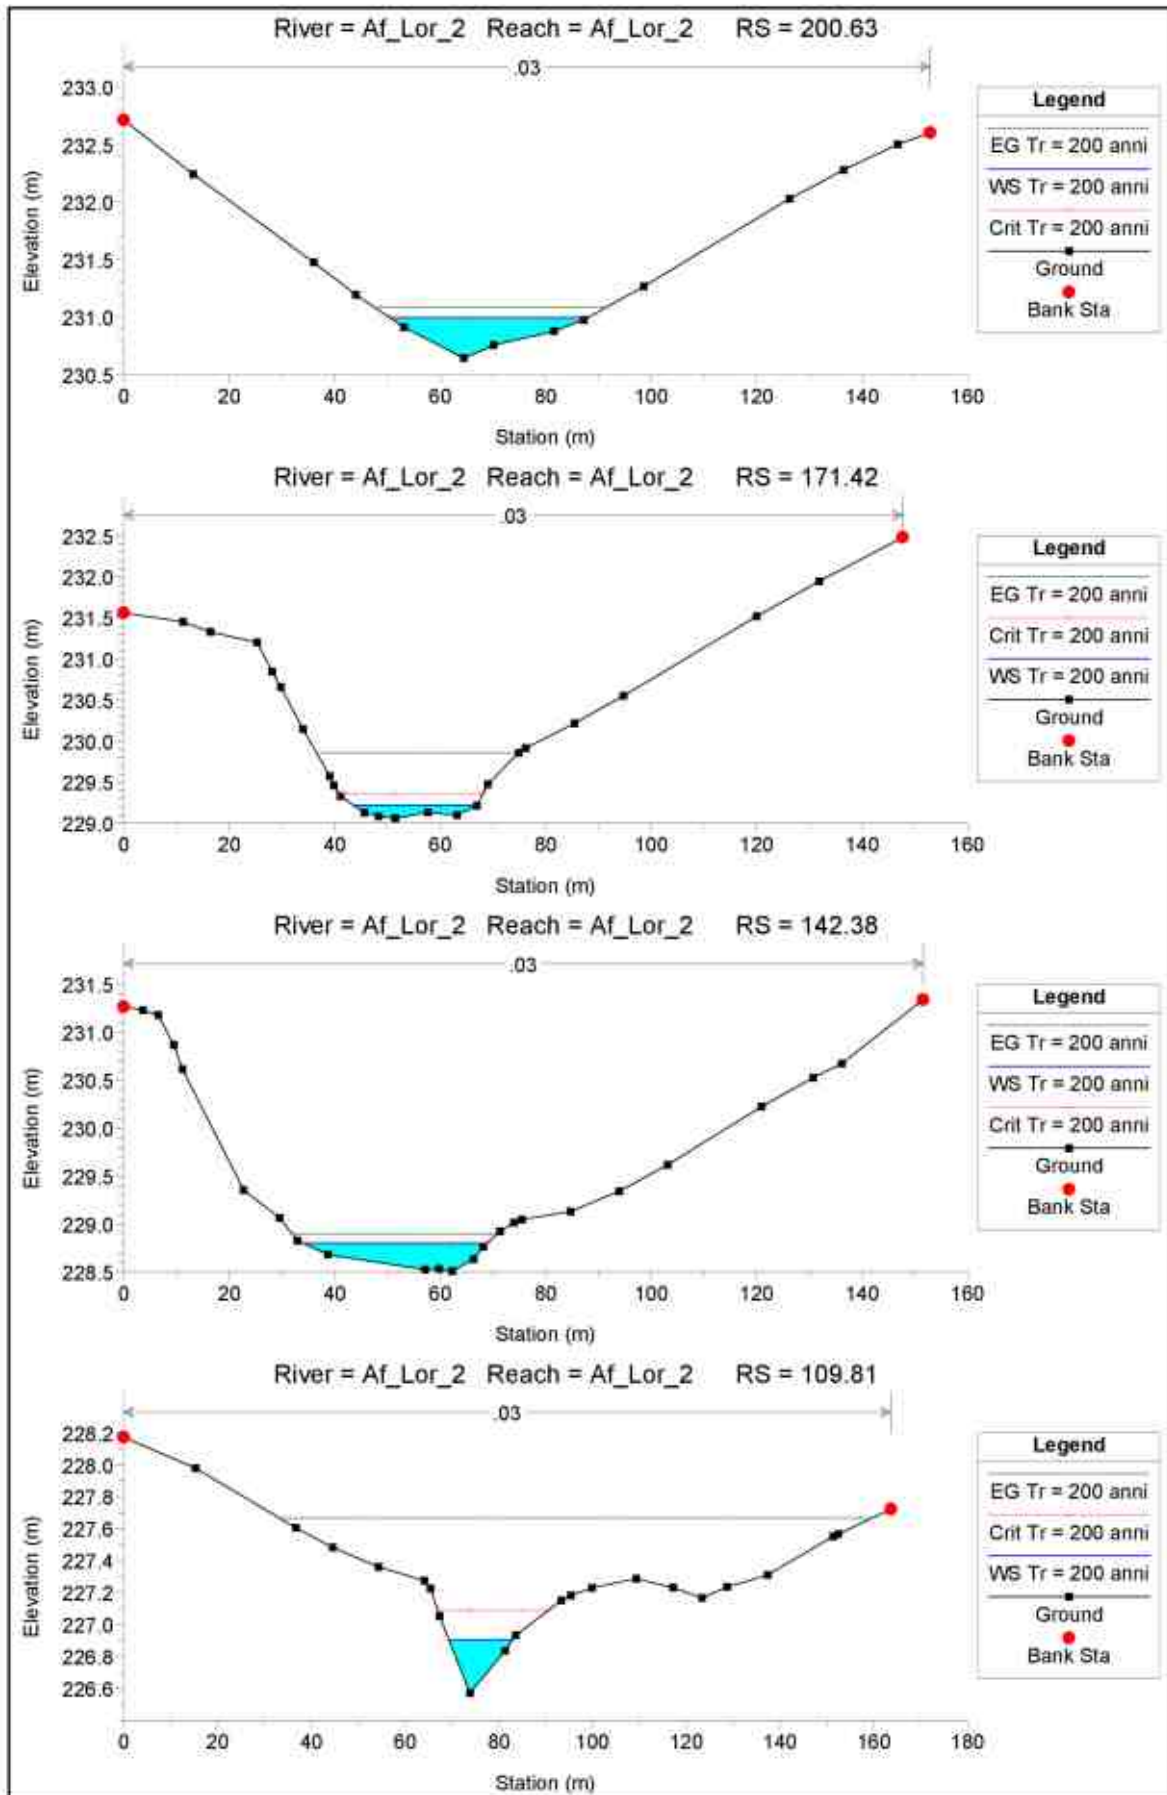 River = Af_Lor_2 Reach = Af_Lor_2 RS = 200.63
.03
233.0
232.5
232.0
231.5
231.0
230.5
Elevation (m)
0 20 40 60 80 100 120 140 160
Station (m)
Legend
EG Tr = 200 anni
WS Tr = 200 anni
Crit Tr = 200 anni
Ground
Bank Sta
River = Af_Lor_2 Reach = Af_Lor_2 RS = 171.42
.03
232.5
232.0
231.5
231.0
230.5
230.0
229.5
229.0
Elevation (m)
0 20 40 60 80 100 120 140 160
Station (m)
Legend
EG Tr = 200 anni
Crit Tr = 200 anni
WS Tr = 200 anni
Ground
Bank Sta
River = Af_Lor_2 Reach = Af_Lor_2 RS = 142.38
.03
231.5
231.0
230.5
230.0
229.5
229.0
228.5
Elevation (m)
0 20 40 60 80 100 120 140 160
Station (m)
Legend
EG Tr = 200 anni
WS Tr = 200 anni
Crit Tr = 200 anni
Ground
Bank Sta
River = Af_Lor_2 Reach = Af_Lor_2 RS = 109.81
.03
228.2
228.0
227.8
227.6
227.4
227.2
227.0
226.8
226.6
Elevation (m)
0 20 40 60 80 100 120 140 160 180
Station (m)
Legend
EG Tr = 200 anni
Crit Tr = 200 anni
WS Tr = 200 anni
Ground
Bank Sta